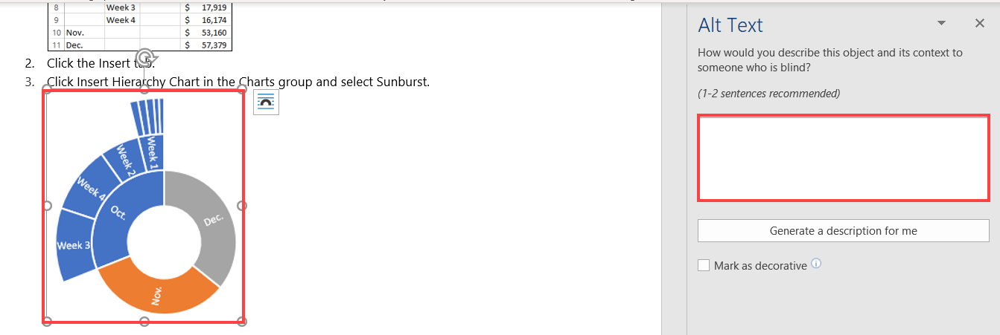 8 Week 3 $ 17,919
9 Week 4 $ 16,174
10 Nov. $ 53,160
11 Dec. $ 57,379
2. Click the Insert tab.
3. Click Insert Hierarchy Chart in the Charts group and select Sunburst.
Week 1
Week 2
Week 4
Week 3
Oct.
Dec.
Nov.
Alt Text
How would you describe this object and its context to
someone who is blind?
(1-2 sentences recommended)
Generate a description for me
Mark as decorative